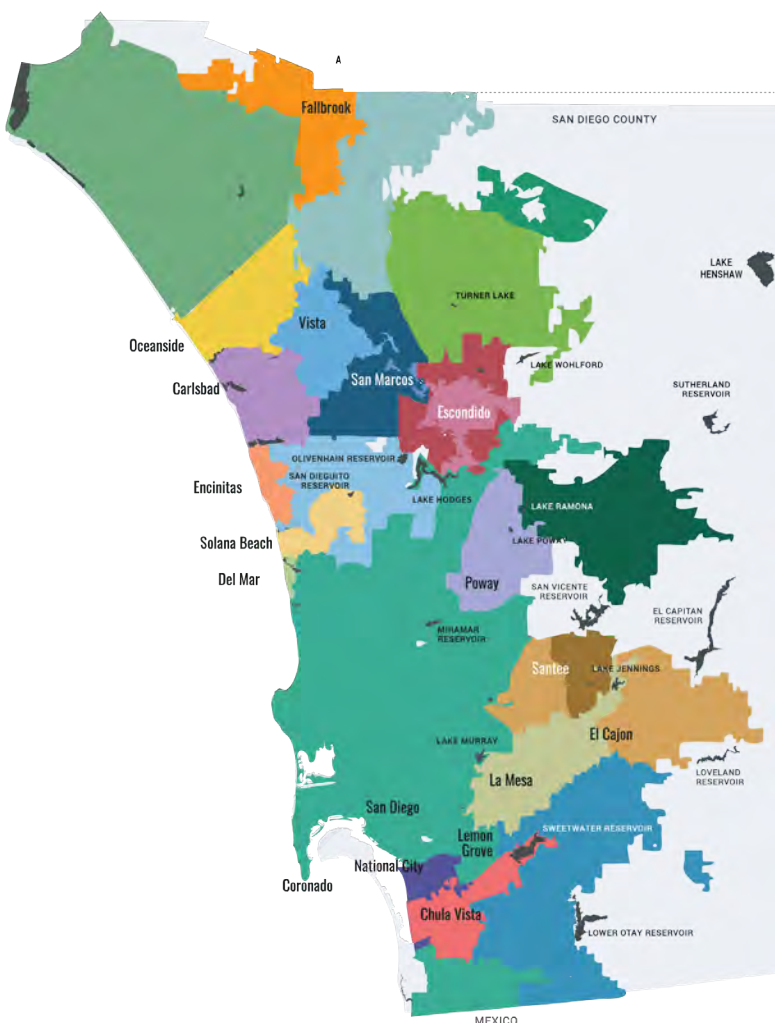 A
Fallbrook
SAN DIEGO COUNTY
LAKE
HENSHAW
TURNER LAKE
Vista
Oceanside
LAKE WOHLFORD
San Marcos
Carlsbad
SUTHERLAND
RESERVOIR
Escondido
OLIVENHAIN RESERVOIR
SAN DIEGUITO
RESERVOIR
Encinitas
LAKE HODGES
LAKE RAMONA
LAKE POWAY
Solana Beach
Del Mar
Poway
SAN VICENTE
RESERVOIR
EL CAPITAN
RESERVOIR
MIRAMAR
RESERVOIR
Santee
LAKE JENNINGS
El Cajon
LAKE MURRAY
LOVELAND
RESERVOIR
La Mesa
San Diego
SWEETWATER RESERVOIR
Lemon
Grove
National City
Coronado
Chula Vista
LOWER OTAY RESERVOIR
MEXICO